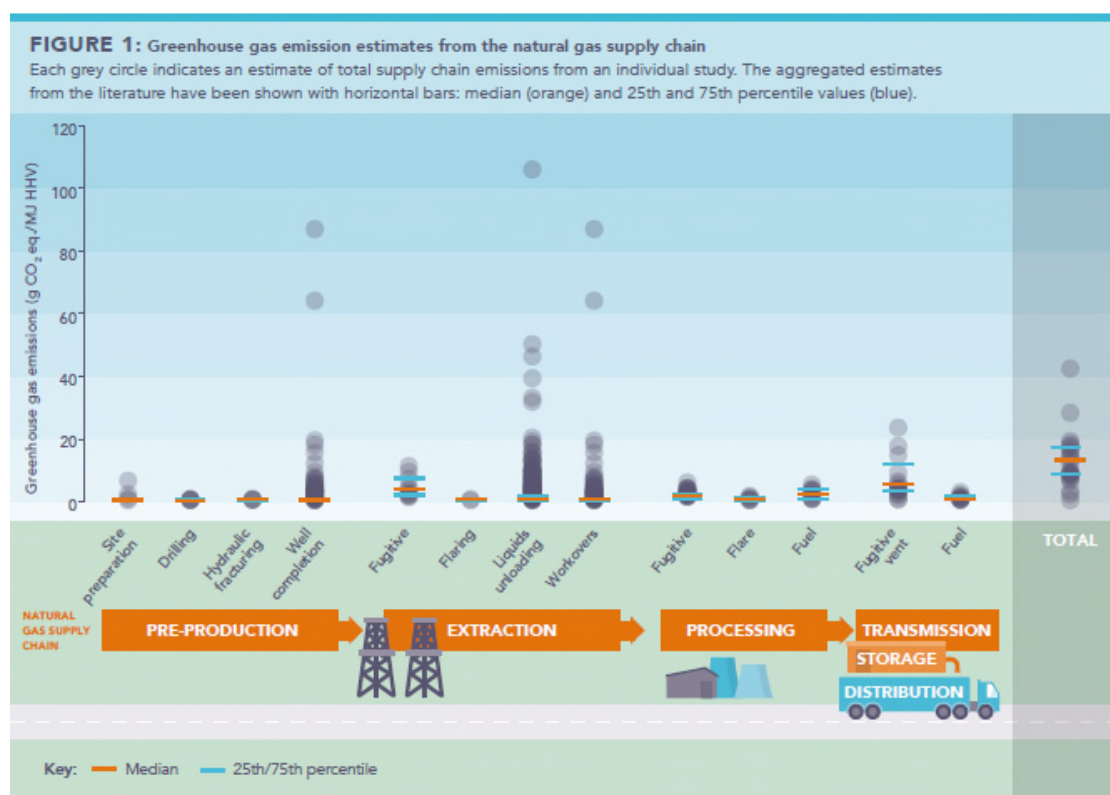 FIGURE 1: Greenhouse gas emission estimates from the natural gas supply chain
Each grey circle indicates an estimate of total supply chain emissions from an individual study. The aggregated estimates
from the literature have been shown with horizontal bars: median (orange) and 25th and 75th percentile values (blue).
Greenhouse gas emissions (g CO₂ eq./MJ HHV)
120
100
80
60
40
20
0
Site
preparation
Drilling
Hydraulic
fracturing
Well
completion
Fugitive
Flaring
Liquids
unloading
Workovers
Fugitive
Flare
Fuel
Fugitive
vent
Fuel
TOTAL
NATURAL
GAS SUPPLY
CHAIN
PRE-PRODUCTION
EXTRACTION
PROCESSING
TRANSMISSION
STORAGE
DISTRIBUTION
Key: Median 25th/75th percentile